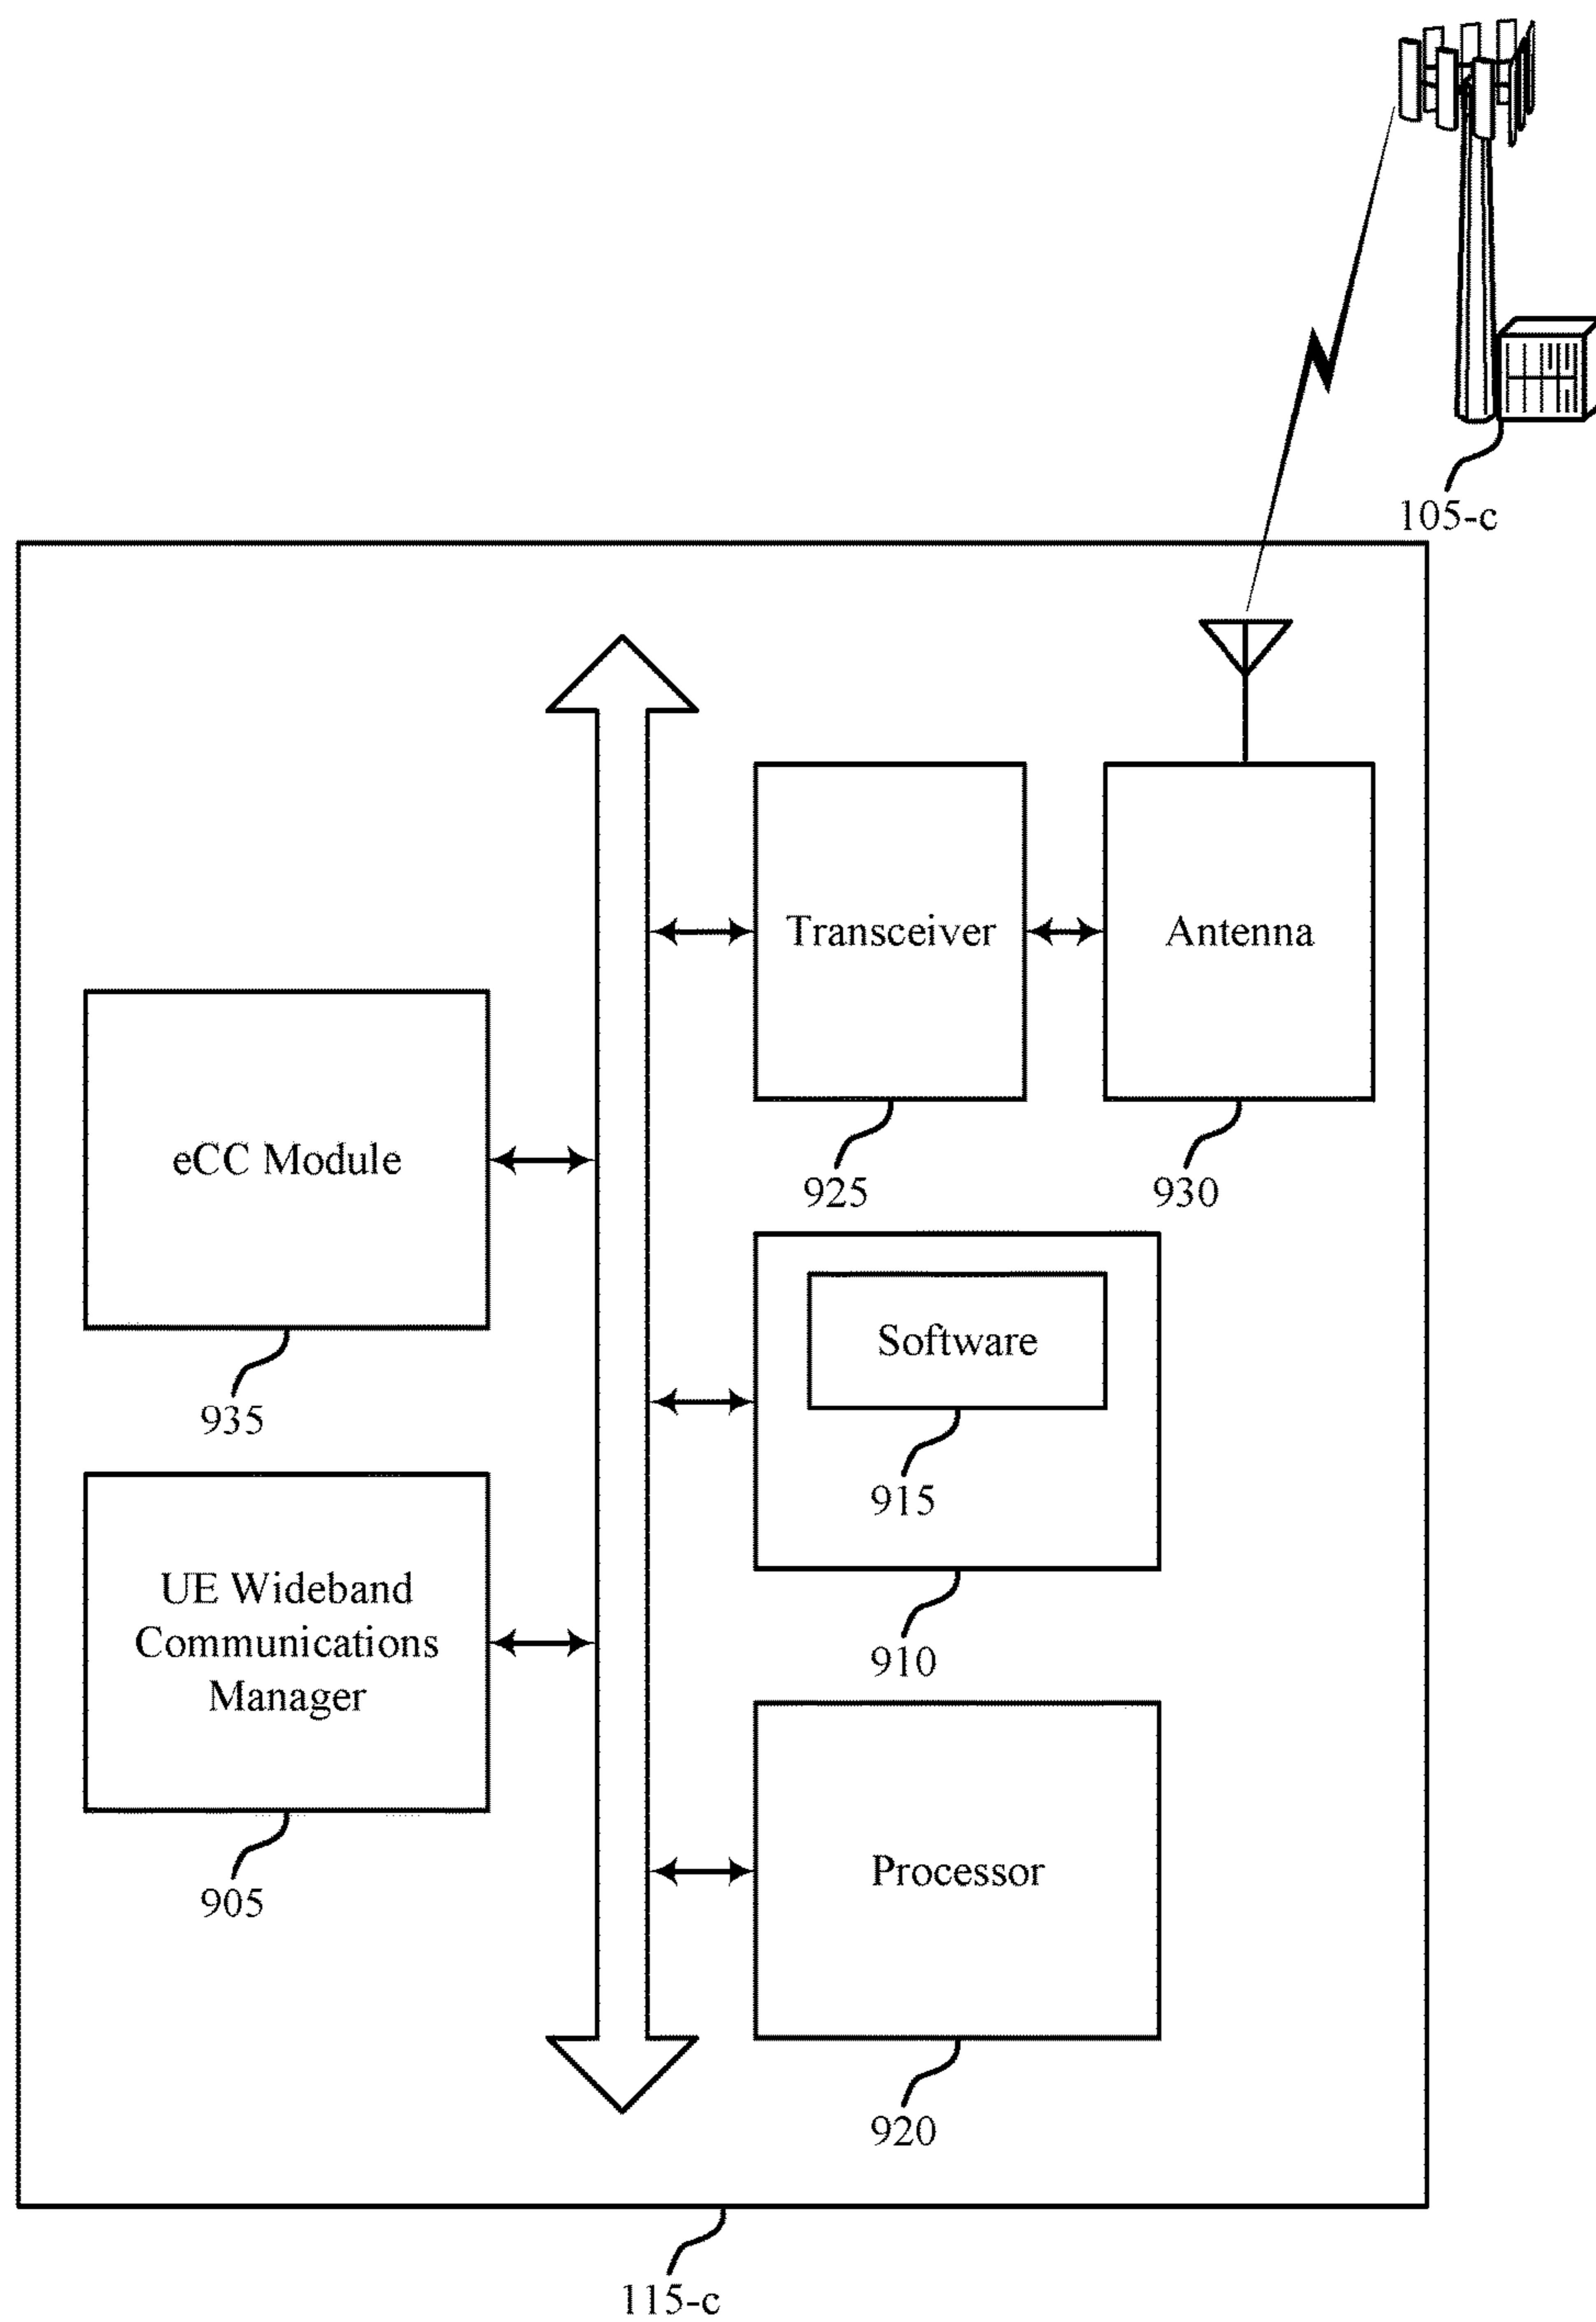 105-c
Transceiver
Antenna
925
930
eCC Module
935
Software
915
910
UE Wideband
Communications
Manager
905
Processor
920
115-c